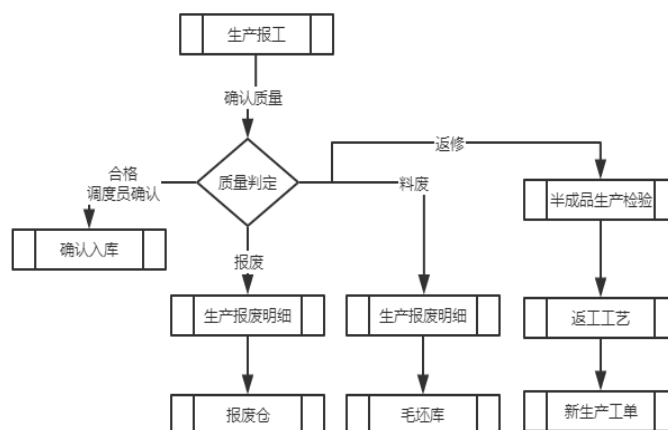 生产报工
确认质量
返修
合格
调度员确认
质量判定
料废
半成品生产检验
确认入库
报废
生产报废明细
生产报废明细
返工工艺
报废仓
毛坯库
新生产工单